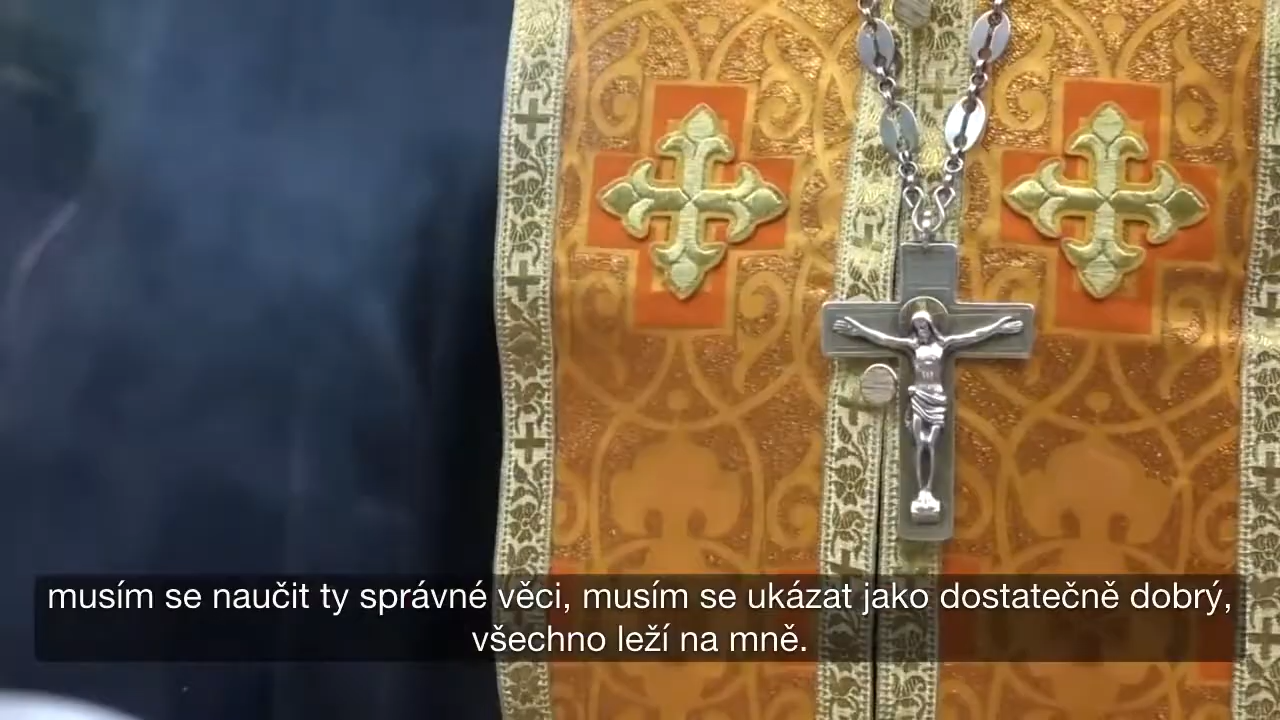 musím se naučit ty správné věci, musím se ukázat jako dostatečně dobrý,
všechno leží na mně.